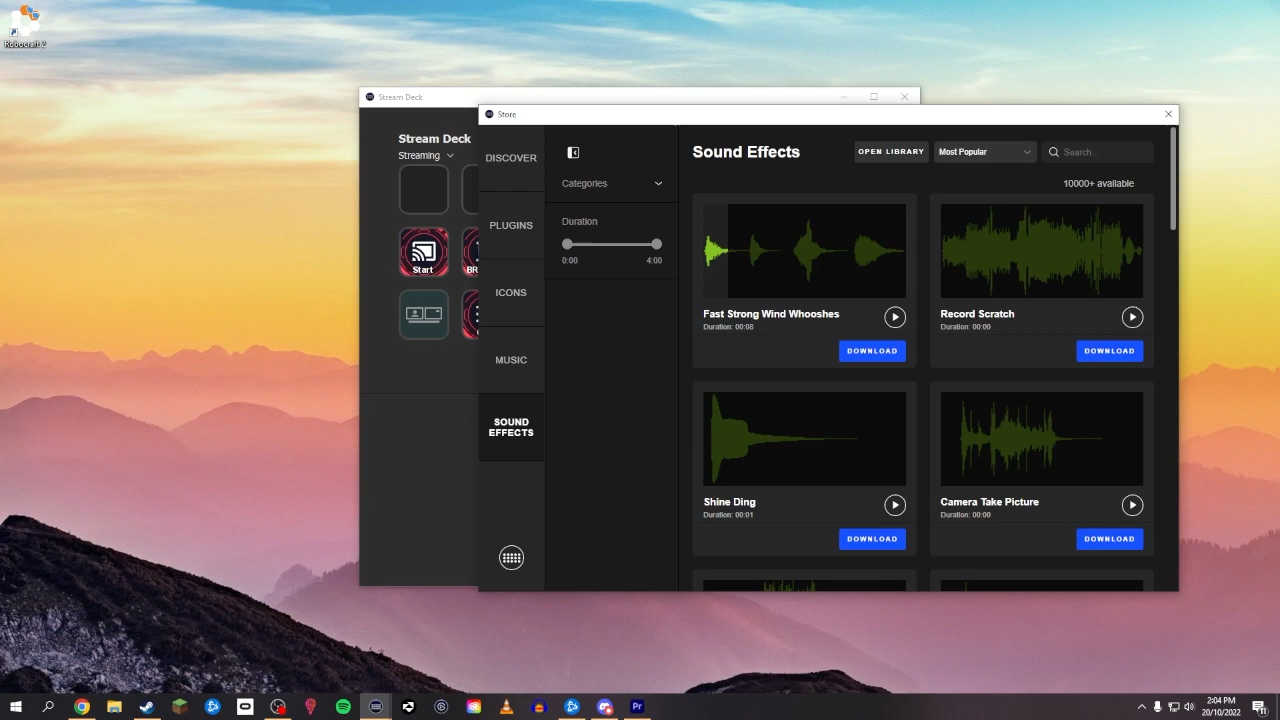 Robocraft 2
Stream Deck
Store
Stream Deck
Streaming
Start
BR
DISCOVER
PLUGINS
ICONS
MUSIC
SOUND
EFFECTS
Categories
Duration
0:00 4:08
Sound Effects
OPEN LIBRARY
Most Popular
Search...
10000+ available
Fast Strong Wind Whooshes
Duration: 00:08
DOWNLOAD
Record Scratch
Duration: 00:00
DOWNLOAD
Shine Ding
Duration: 00:01
DOWNLOAD
Camera Take Picture
Duration: 00:00
DOWNLOAD
Pr
2:04 PM
20/10/2022